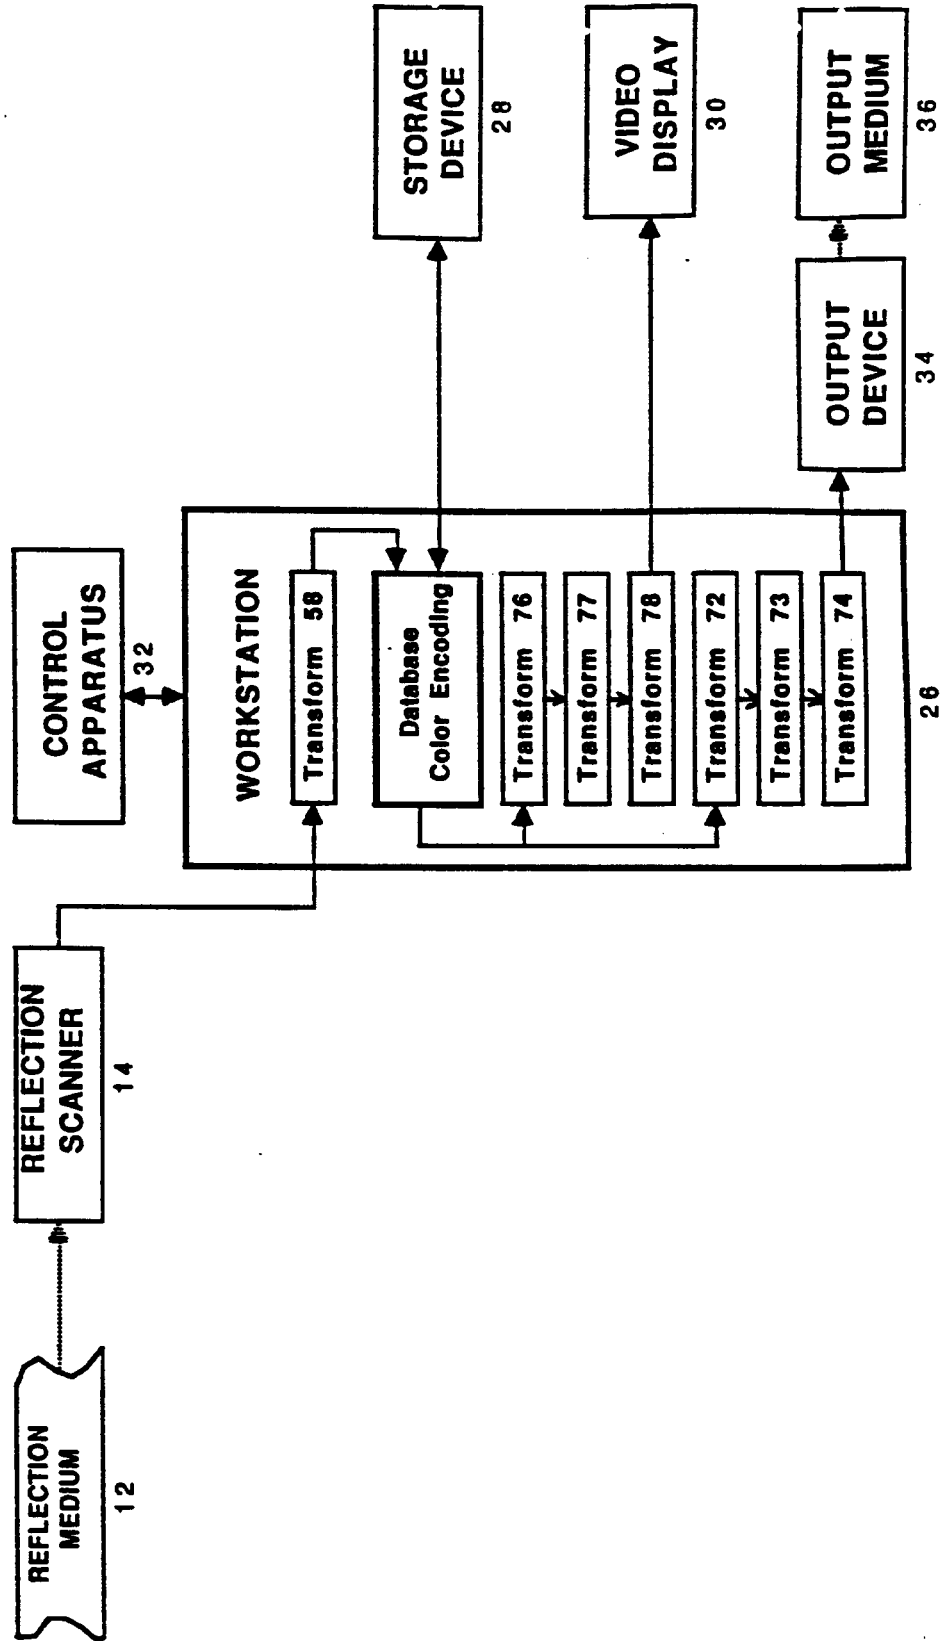 REFLECTION
MEDIUM
12
REFLECTION
SCANNER
14
CONTROL
APPARATUS
32
WORKSTATION
Transform 58
Database
Color Encoding
Transform 76
Transform 77
Transform 78
Transform 72
Transform 73
Transform 74
26
STORAGE
DEVICE
28
VIDEO
DISPLAY
30
OUTPUT
DEVICE
34
OUTPUT
MEDIUM
36